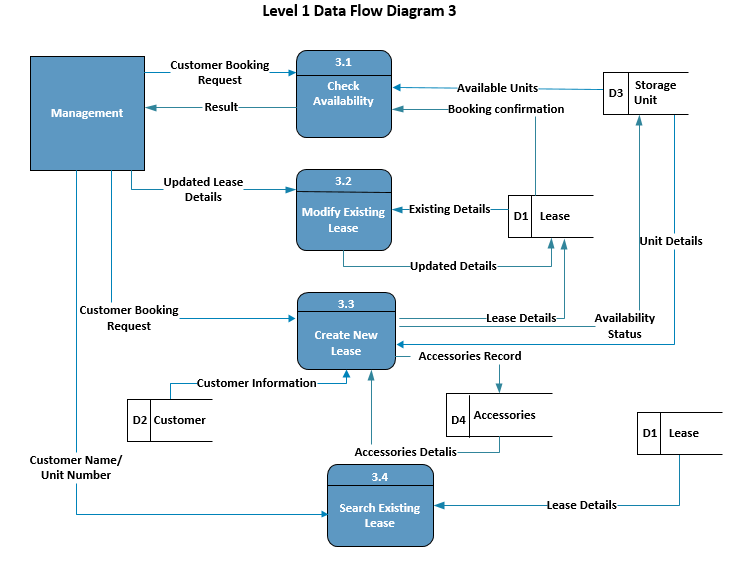 Level 1 Data Flow Diagram 3
Customer Booking
Request
3.1
Check
Availability
Available Units
D3
Storage
Unit
Management
Result
Booking confirmation
Updated Lease
Details
3.2
Modify Existing
Lease
Existing Details
D1
Lease
Unit Details
Updated Details
Customer Booking
Request
3.3
Create New
Lease
Lease Details
Availability
Status
Accessories Record
Customer Information
D2
Customer
D4
Accessories
D1
Lease
Accessories Detalis
Customer Name/
Unit Number
3.4
Search Existing
Lease
Lease Details